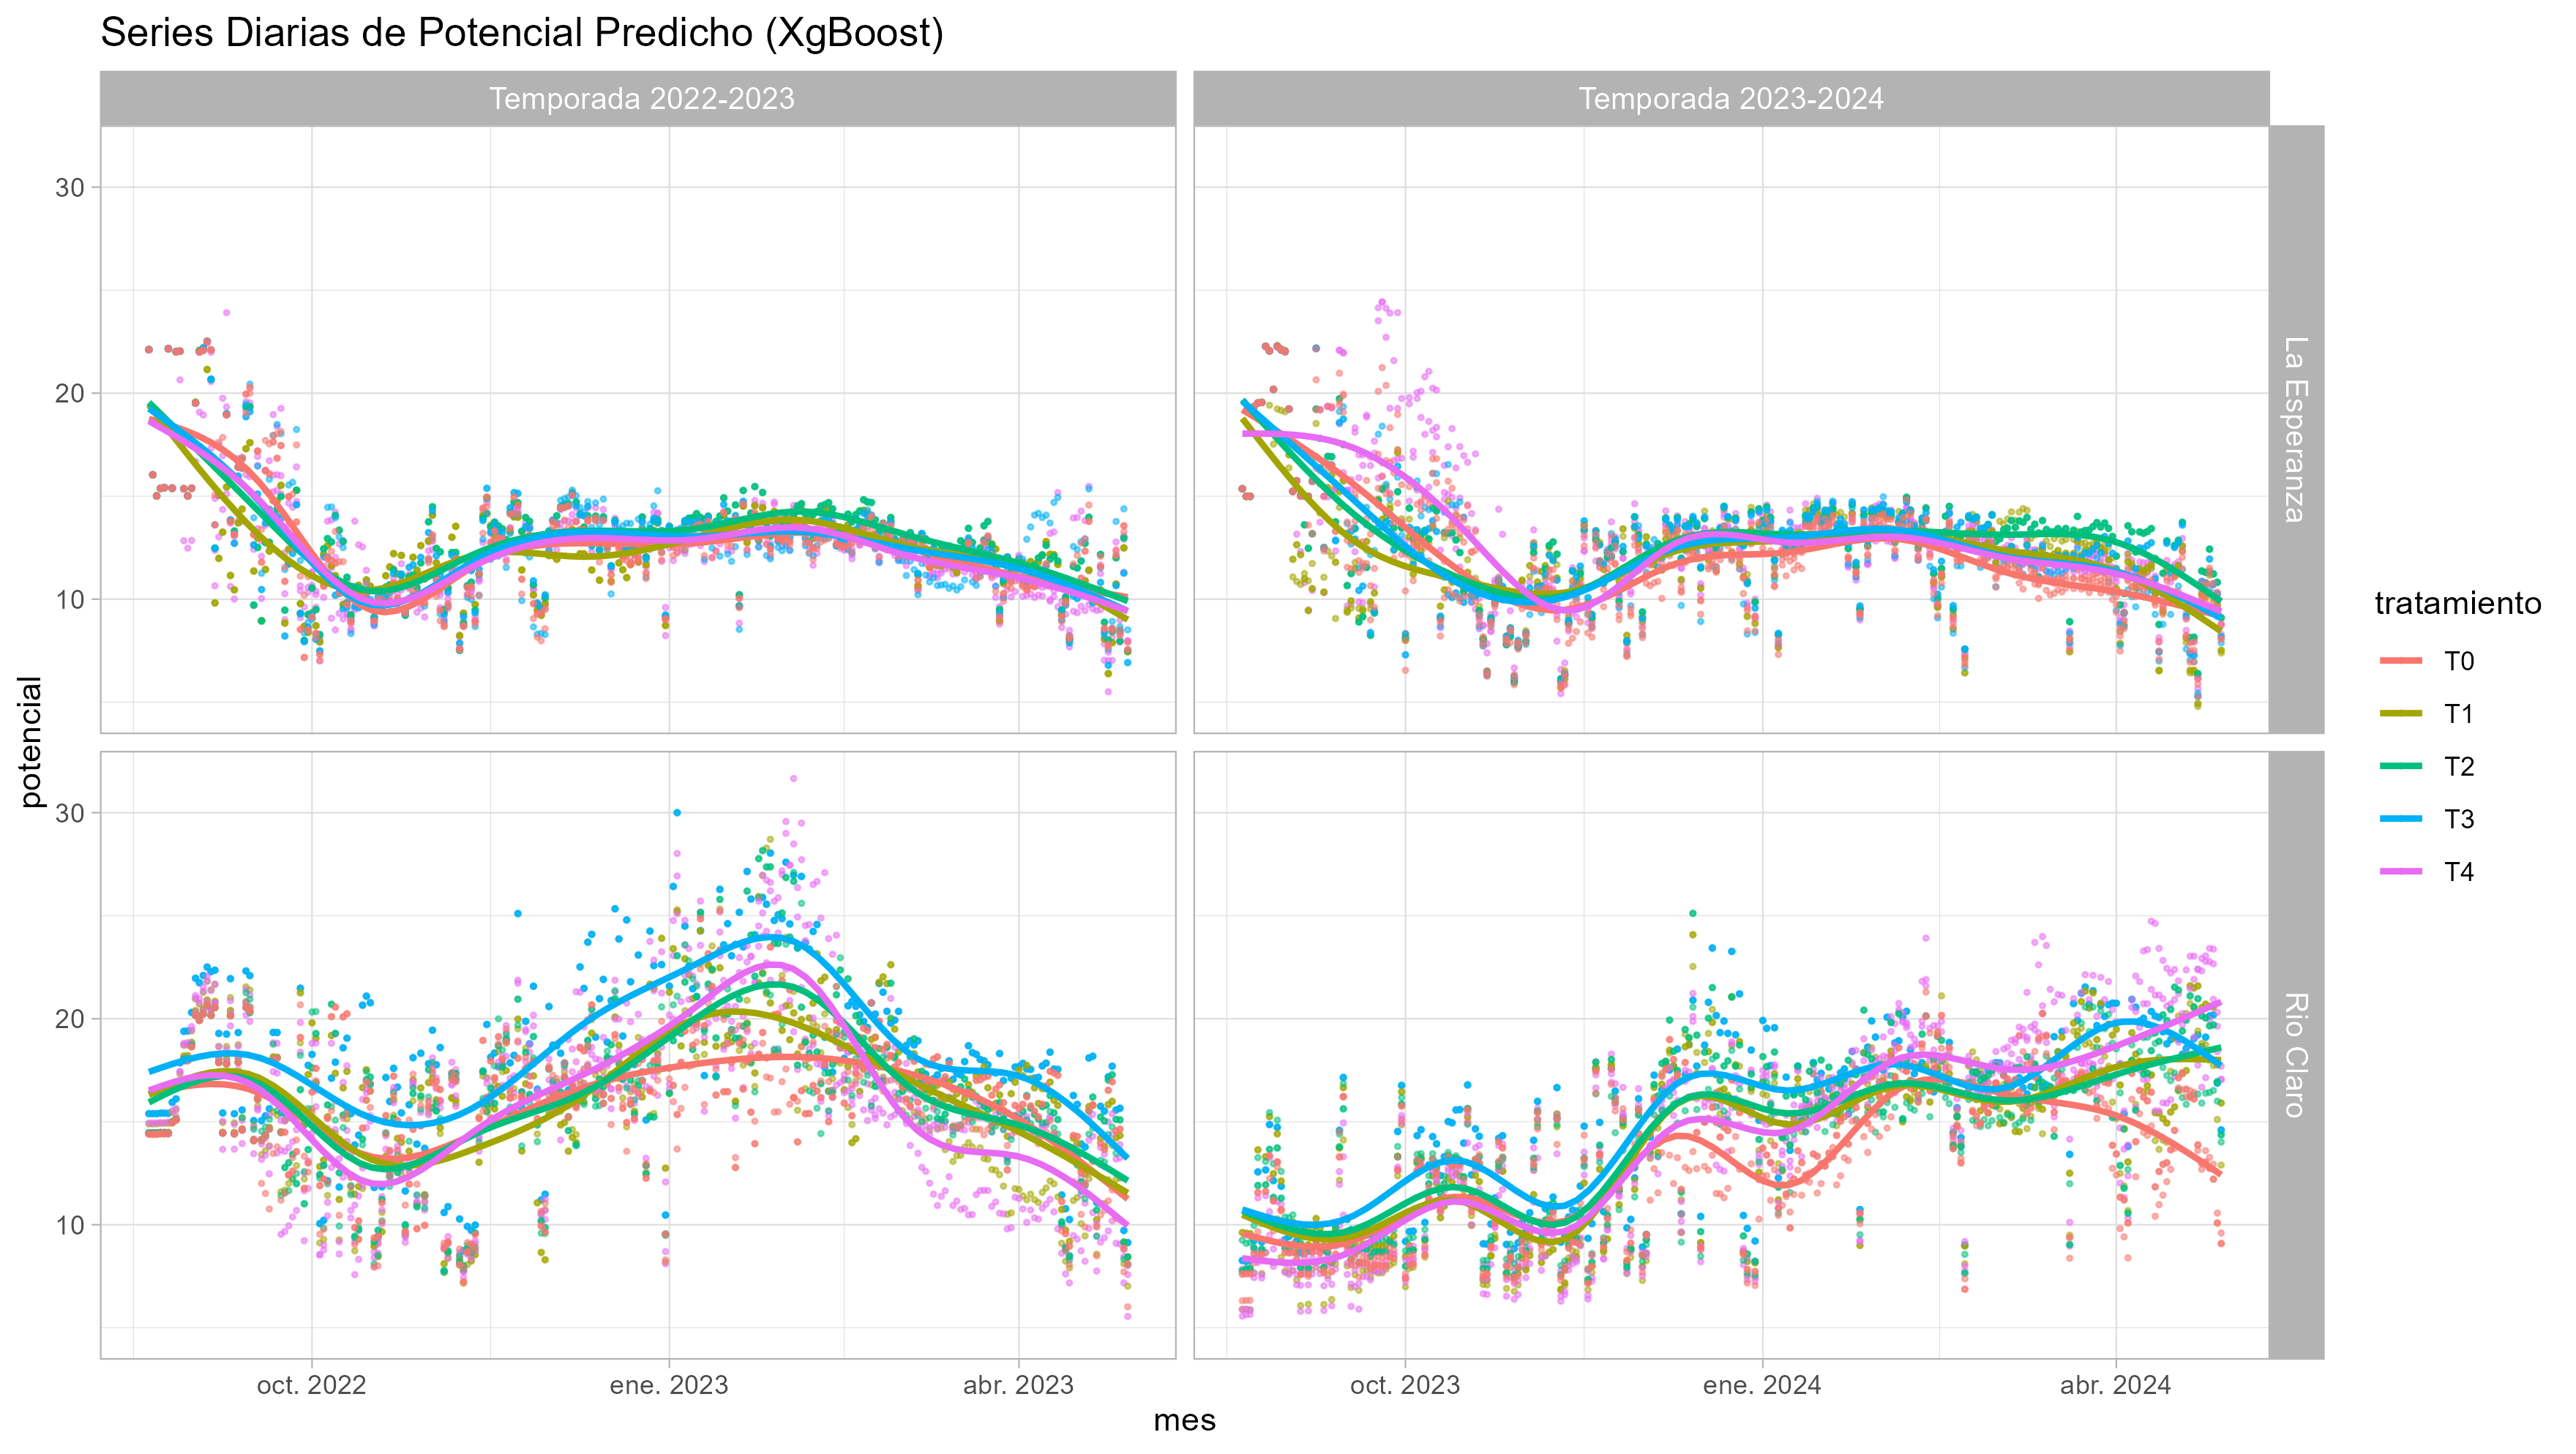 Series Diarias de Potencial Predicho (XgBoost)
Temporada 2022-2023
Temporada 2023-2024
30
20
10
La Esperanza
30
20
10
Rio Claro
potencial
oct. 2022
ene. 2023
abr. 2023
oct. 2023
ene. 2024
abr. 2024
mes
tratamiento
T0
T1
T2
T3
T4